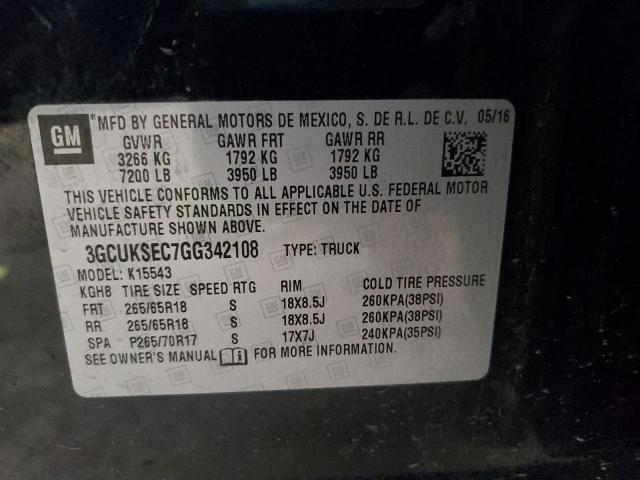 GM
® MFD BY GENERAL MOTORS DE MEXICO, S. DE R.L. DE C.V. 05/16
GVWR GAWR FRT GAWR RR
3266 KG 1792 KG 1792 KG
7200 LB 3950 LB 3950 LB
THIS VEHICLE CONFORMS TO ALL APPLICABLE U.S. FEDERAL MOTOR
VEHICLE SAFETY STANDARDS IN EFFECT ON THE DATE OF
MANUFACTURE SHOWN ABOVE.
3GCUKSEC7GG342108 TYPE: TRUCK
MODEL: K15543
KGH8 TIRE SIZE SPEED RTG RIM COLD TIRE PRESSURE
FRT 265/65R18 S 18X8.5J 260KPA(38PSI)
RR 265/65R18 S 18X8.5J 260KPA(38PSI)
SPA P265/70R17 S 17X7J 240KPA(35PSI)
SEE OWNER'S MANUAL i FOR MORE INFORMATION.